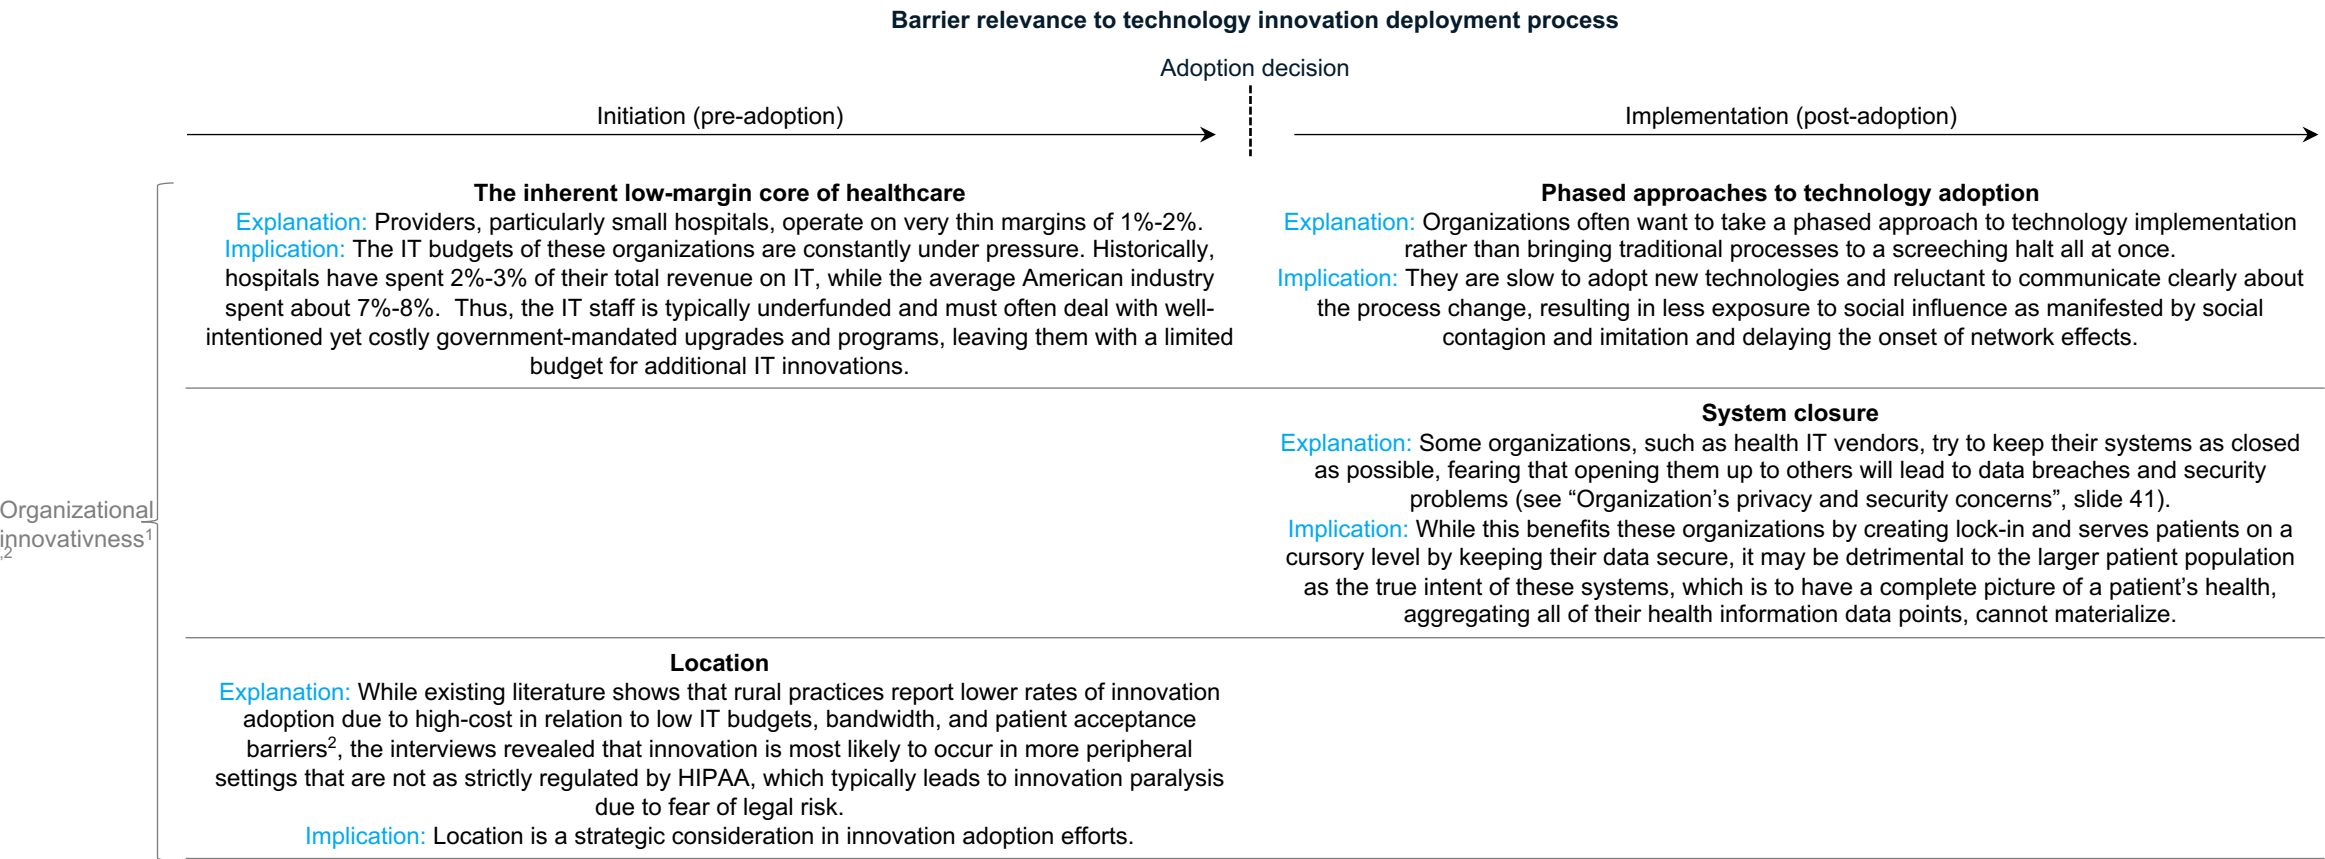 Barrier relevance to technology innovation deployment process
Adoption decision
Initiation (pre-adoption)
Implementation (post-adoption)
The inherent low-margin core of healthcare
Explanation: Providers, particularly small hospitals, operate on very thin margins of 1%-2%.
Implication: The IT budgets of these organizations are constantly under pressure. Historically,
hospitals have spent 2%-3% of their total revenue on IT, while the average American industry
spent about 7%-8%.  Thus, the IT staff is typically underfunded and must often deal with well-
intentioned yet costly government-mandated upgrades and programs, leaving them with a limited
budget for additional IT innovations.
Phased approaches to technology adoption
Explanation: Organizations often want to take a phased approach to technology implementation
rather than bringing traditional processes to a screeching halt all at once.
Implication: They are slow to adopt new technologies and reluctant to communicate clearly about
the process change, resulting in less exposure to social influence as manifested by social
contagion and imitation and delaying the onset of network effects.
System closure
Explanation: Some organizations, such as health IT vendors, try to keep their systems as closed
as possible, fearing that opening them up to others will lead to data breaches and security
problems (see “Organization’s privacy and security concerns”, slide 41).
Implication: While this benefits these organizations by creating lock-in and serves patients on a
cursory level by keeping their data secure, it may be detrimental to the larger patient population
as the true intent of these systems, which is to have a complete picture of a patient’s health,
aggregating all of their health information data points, cannot materialize.
Organizational
innovativness1
,2
Location
Explanation: While existing literature shows that rural practices report lower rates of innovation
adoption due to high-cost in relation to low IT budgets, bandwidth, and patient acceptance
barriers2, the interviews revealed that innovation is most likely to occur in more peripheral
settings that are not as strictly regulated by HIPAA, which typically leads to innovation paralysis
due to fear of legal risk.
Implication: Location is a strategic consideration in innovation adoption efforts.